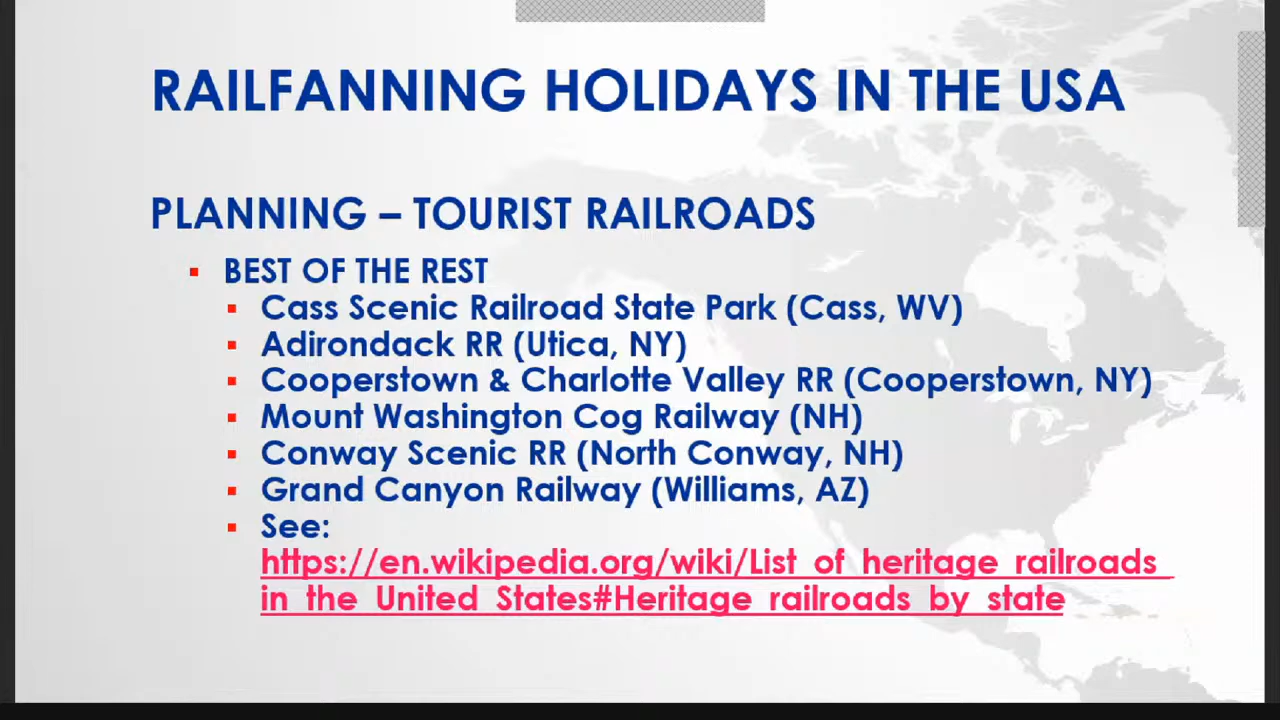 RAILFANNING HOLIDAYS IN THE USA
PLANNING – TOURIST RAILROADS
▪ BEST OF THE REST
▪ Cass Scenic Railroad State Park (Cass, WV)
▪ Adirondack RR (Utica, NY)
▪ Cooperstown & Charlotte Valley RR (Cooperstown, NY)
▪ Mount Washington Cog Railway (NH)
▪ Conway Scenic RR (North Conway, NH)
▪ Grand Canyon Railway (Williams, AZ)
▪ See:
https://en.wikipedia.org/wiki/List_of_heritage_railroads_
in_the_United_States#Heritage_railroads_by_state